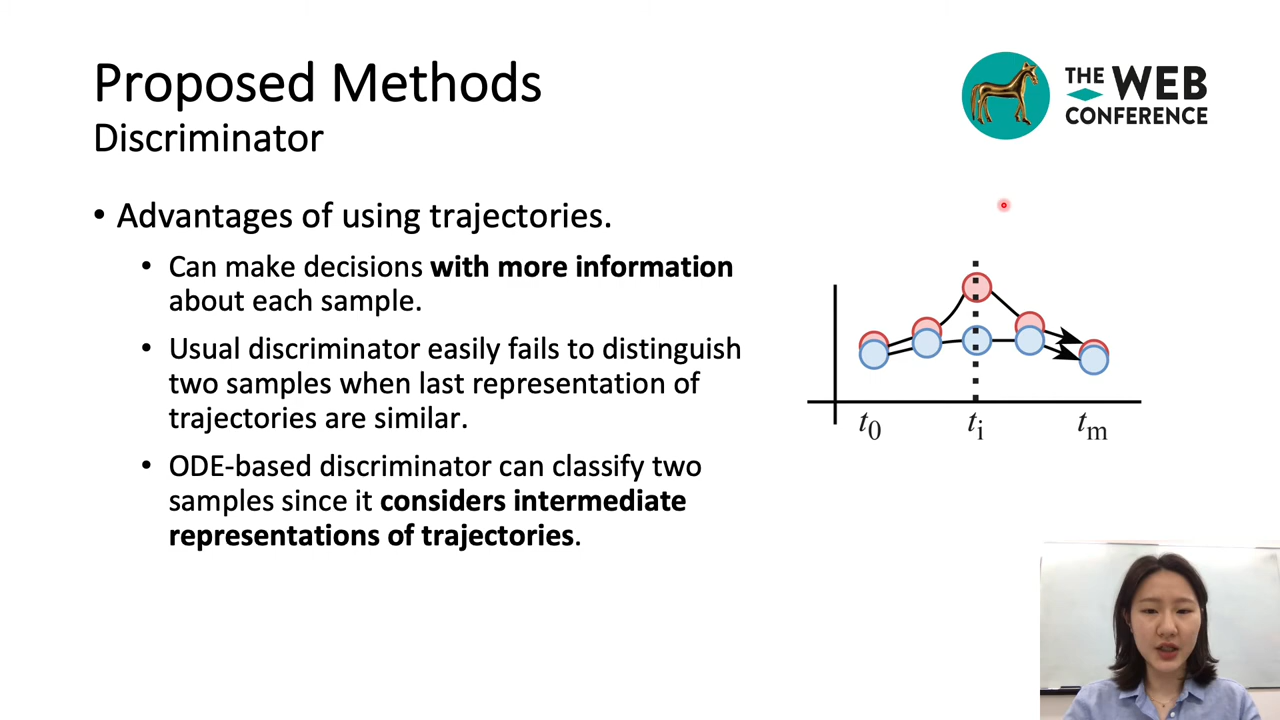 Proposed Methods
Discriminator
THE WEB
CONFERENCE
• Advantages of using trajectories.
• Can make decisions with more information
about each sample.
• Usual discriminator easily fails to distinguish
two samples when last representation of
trajectories are similar.
• ODE-based discriminator can classify two
samples since it considers intermediate
representations of trajectories.
t0 ti tm